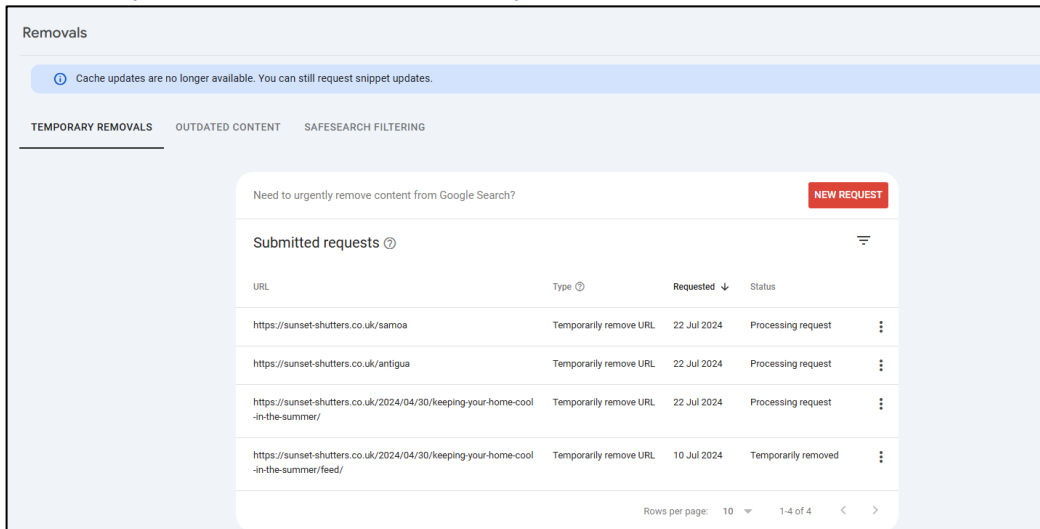 Removals
Cache updates are no longer available. You can still request snippet updates.
TEMPORARY REMOVALS OUTDATED CONTENT SAFESEARCH FILTERING
Need to urgently remove content from Google Search? NEW REQUEST
Submitted requests
URL Type Requested Status
https://sunset-shutters.co.uk/samoa Temporarily remove URL 22 Jul 2024 Processing request
https://sunset-shutters.co.uk/antigua Temporarily remove URL 22 Jul 2024 Processing request
https://sunset-shutters.co.uk/2024/04/30/keeping-your-home-cool Temporarily remove URL 22 Jul 2024 Processing request
-in-the-summer/
https://sunset-shutters.co.uk/2024/04/30/keeping-your-home-cool Temporarily remove URL 10 Jul 2024 Temporarily removed
-in-the-summer/feed/
Rows per page: 10 1-4 of 4